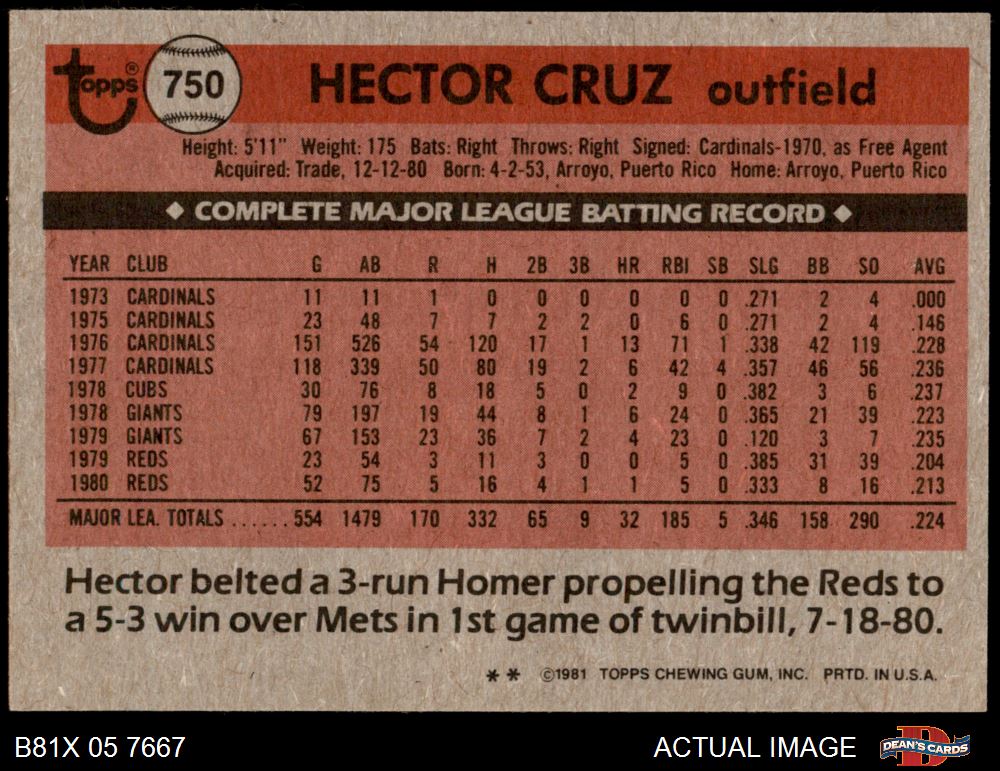 topps® 750 HECTOR CRUZ outfield
Height: 5'11" Weight: 175 Bats: Right Throws: Right Signed: Cardinals-1970, as Free Agent
Acquired: Trade, 12-12-80 Born: 4-2-53, Arroyo, Puerto Rico Home: Arroyo, Puerto Rico
◆ COMPLETE MAJOR LEAGUE BATTING RECORD ◆
YEAR CLUB G AB R H 2B 3B HR RBI SB SLG BB SO AVG
1973 CARDINALS 11 11 1 0 0 0 0 0 0 .271 2 4 .000
1975 CARDINALS 23 48 7 7 2 2 0 6 0 .271 2 4 .146
1976 CARDINALS 151 526 54 120 17 1 13 71 1 .338 42 119 .228
1977 CARDINALS 118 339 50 80 19 2 6 42 4 .357 46 56 .236
1978 CUBS 30 76 8 18 5 0 2 9 0 .382 3 6 .237
1978 GIANTS 79 197 19 44 8 1 6 24 0 .365 21 39 .223
1979 GIANTS 67 153 23 36 7 2 4 23 0 .120 3 7 .235
1979 REDS 23 54 3 11 3 0 0 5 0 .385 31 39 .204
1980 REDS 52 75 5 16 4 1 1 5 0 .333 8 16 .213
MAJOR LEA. TOTALS ...... 554 1479 170 332 65 9 32 185 5 .346 158 290 .224
Hector belted a 3-run Homer propelling the Reds to
a 5-3 win over Mets in 1st game of twinbill, 7-18-80.
** ©1981 TOPPS CHEWING GUM, INC. PRTD. IN U.S.A.
B81X 05 7667 ACTUAL IMAGE DEAN'S CARDS